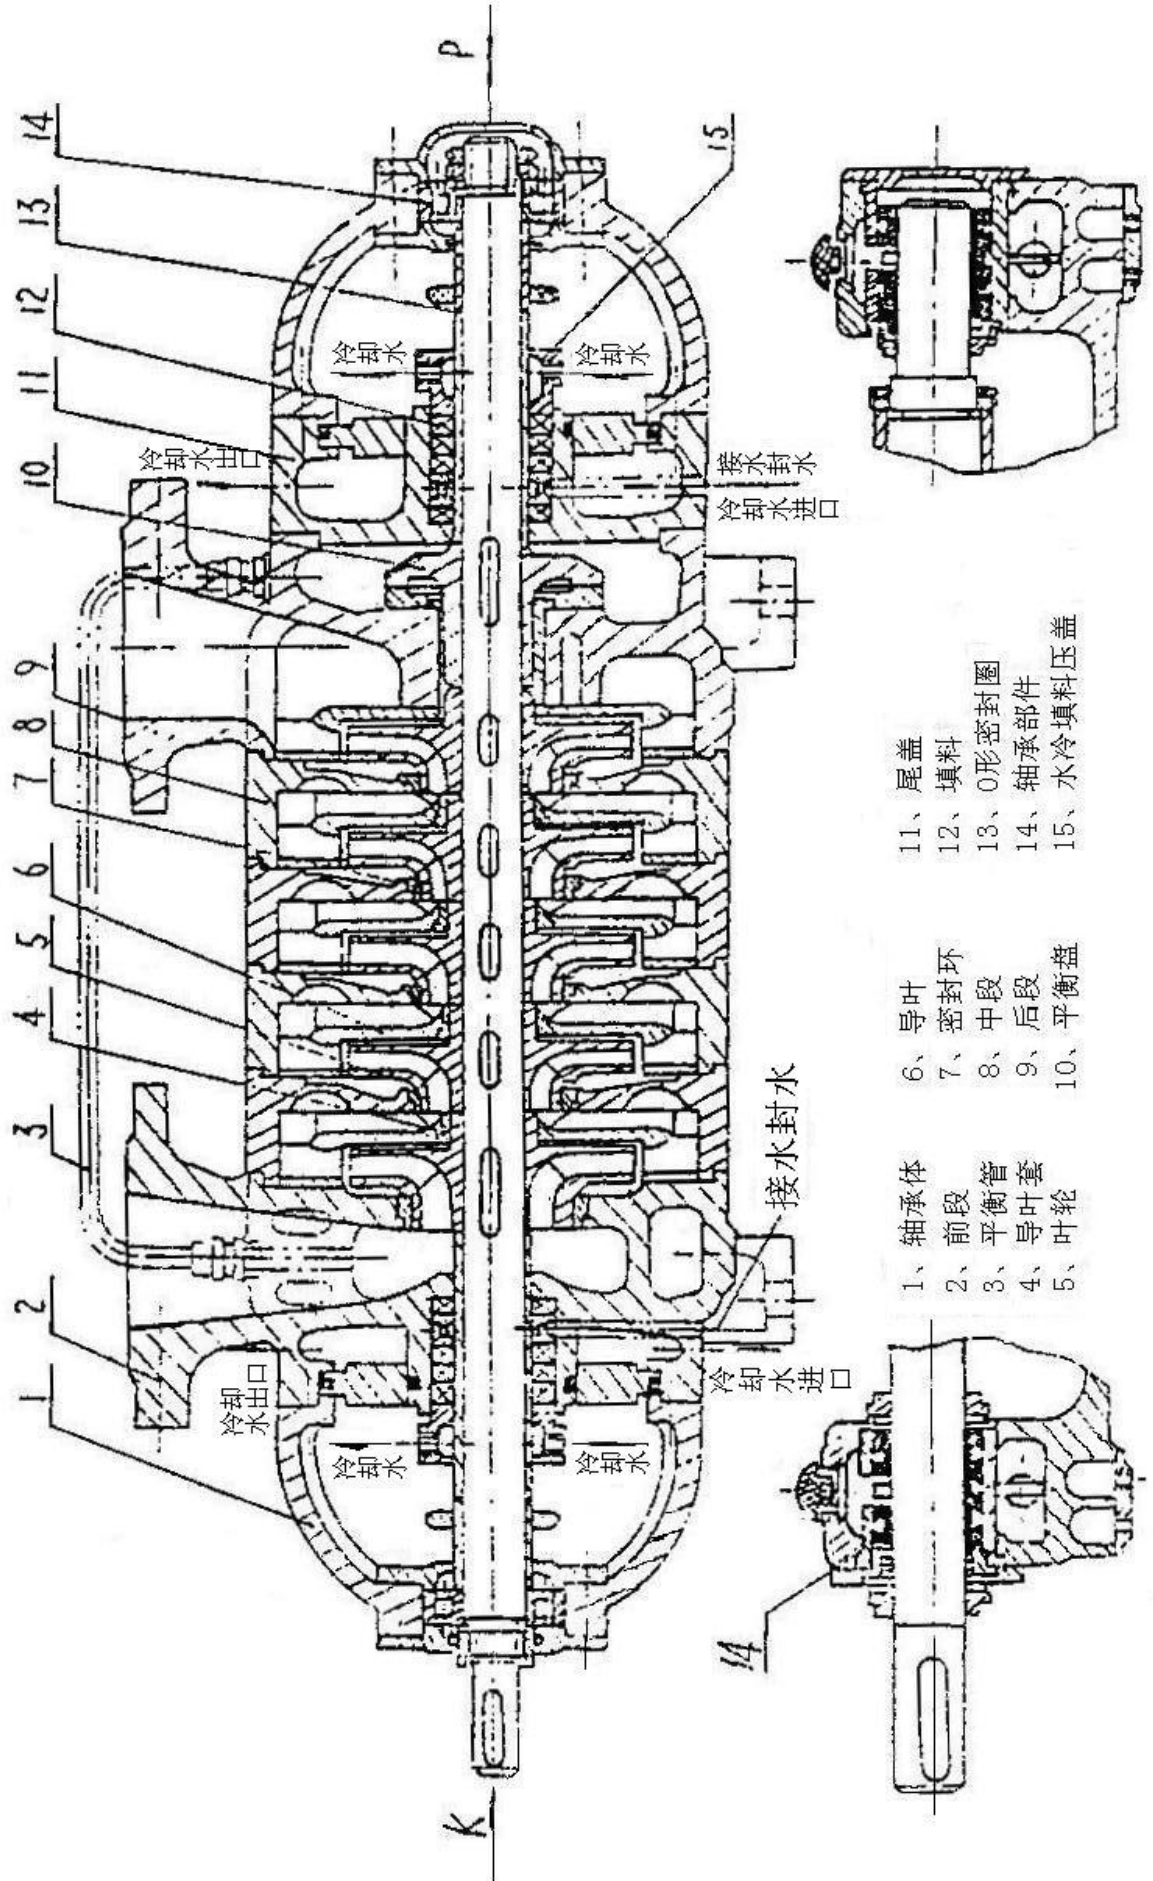 1
2
3
4
5
6
7
8
9
10
11
12
13
14
冷却
水出口
冷却水出口
K
P
冷却水
冷却水
冷却水
冷却水
冷却
水进口
接水封水
接水封水
冷却水进口
15
14
1、轴承体
2、前段
3、平衡管
4、导叶套
5、叶轮
6、导叶
7、密封环
8、中段
9、后段
10、平衡盘
11、尾盖
12、填料
13、O形密封圈
14、轴承部件
15、水冷填料压盖